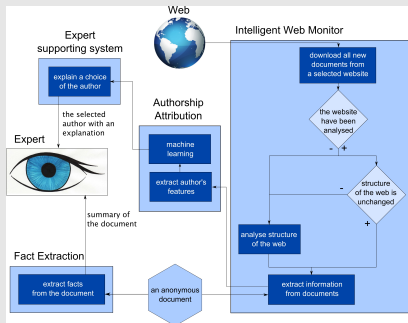 Web
Expert
supporting system
Intelligent Web Monitor
explain a choice
of the author
download all new
documents from
a selected website
the selected
author with an
explanation
Authorship
Attribution
the website
have been
analysed
- +
machine
learning
Expert
extract author's
features
structure
of the web is
unchanged
-
+
summary of
the document
analyse structure
of the web
Fact Extraction
extract facts
from the document
an anonymous
document
extract information
from documents